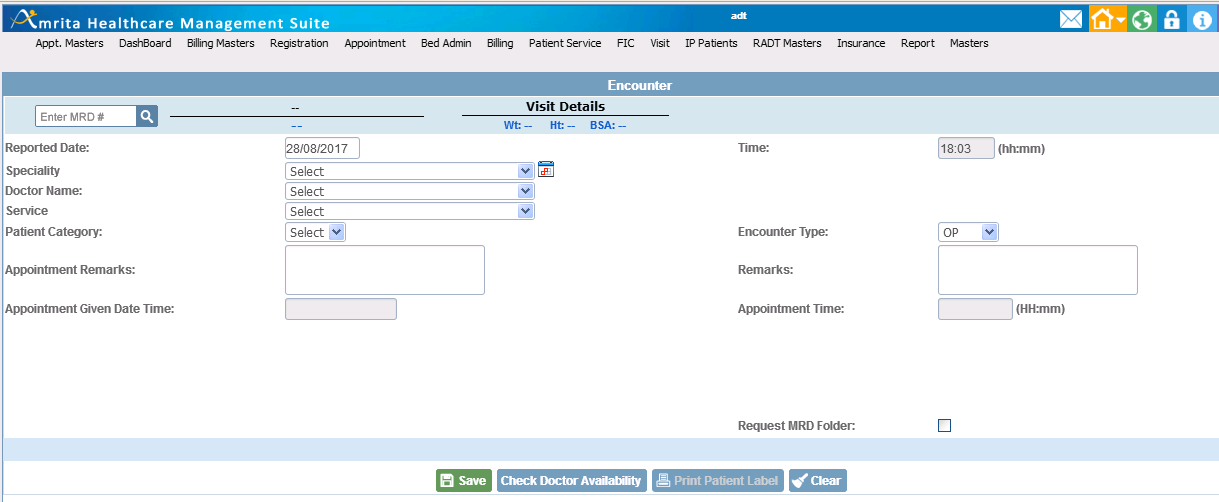 Amrita Healthcare Management Suite adt
Appt. Masters DashBoard Billing Masters Registration Appointment Bed Admin Billing Patient Service FIC Visit IP Patients RADT Masters Insurance Report Masters
Encounter
Enter MRD # -- Visit Details
-- Wt: -- Ht: -- BSA: --
Reported Date: 28/08/2017 Time: 18:03 (hh:mm)
Speciality Select
Doctor Name: Select
Service Select
Patient Category: Select Encounter Type: OP
Appointment Remarks: Remarks:
Appointment Given Date Time: Appointment Time: (HH:mm)
Request MRD Folder:
Save Check Doctor Availability Print Patient Label Clear